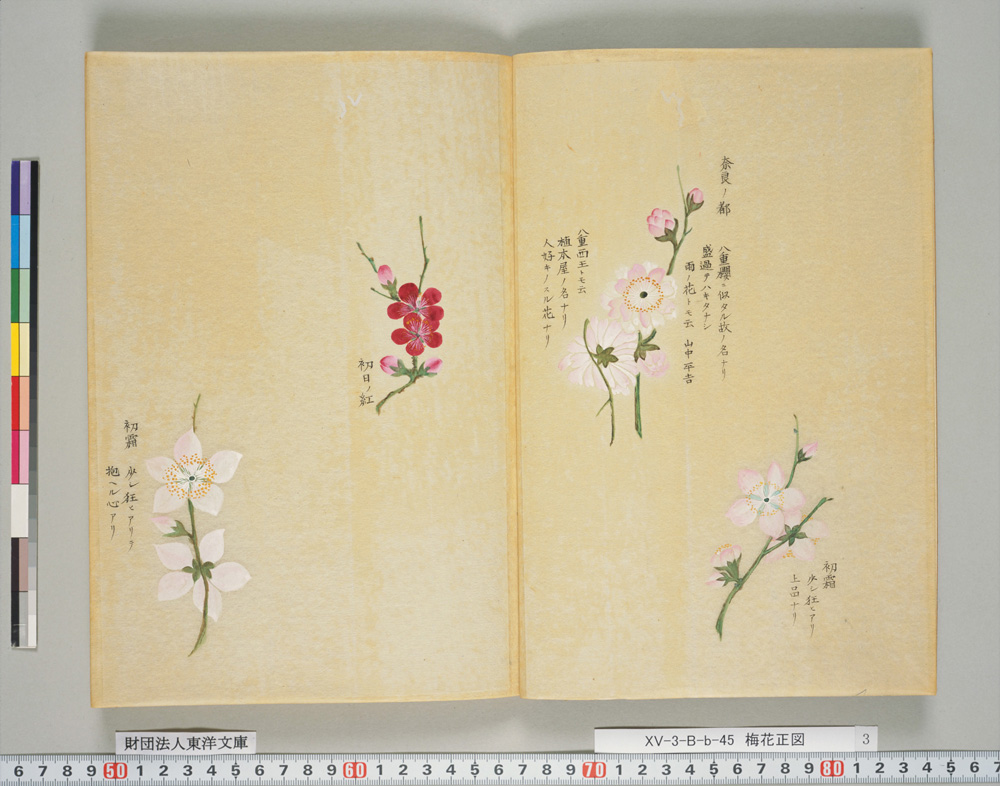 奈良ノ都
八重櫻ニ似タル故ノ名ナリ
盛過テハキタナシ
雨ノ花トモ云 山中平吉
八重西王トモ云
植木屋ノ名ナリ
人好キノスル花ナリ
初霜
少シ狂ヒアリ
上品ナリ
初日ノ紅
初霜
少シ狂ヒアリテ
抱ヘル心アリ
財団法人東洋文庫
XV-3-B-b-45 梅花正図 3
6 7 8 9 50 1 2 3 4 5 6 7 8 9 60 1 2 3 4 5 6 7 8 9 70 1 2 3 4 5 6 7 8 9 80 1 2 3 4 5 6